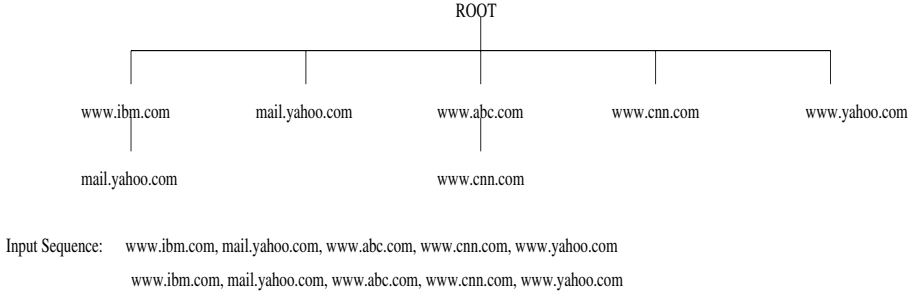 ROOT
www.ibm.com mail.yahoo.com www.abc.com www.cnn.com www.yahoo.com
mail.yahoo.com www.cnn.com
Input Sequence: www.ibm.com, mail.yahoo.com, www.abc.com, www.cnn.com, www.yahoo.com
www.ibm.com, mail.yahoo.com, www.abc.com, www.cnn.com, www.yahoo.com